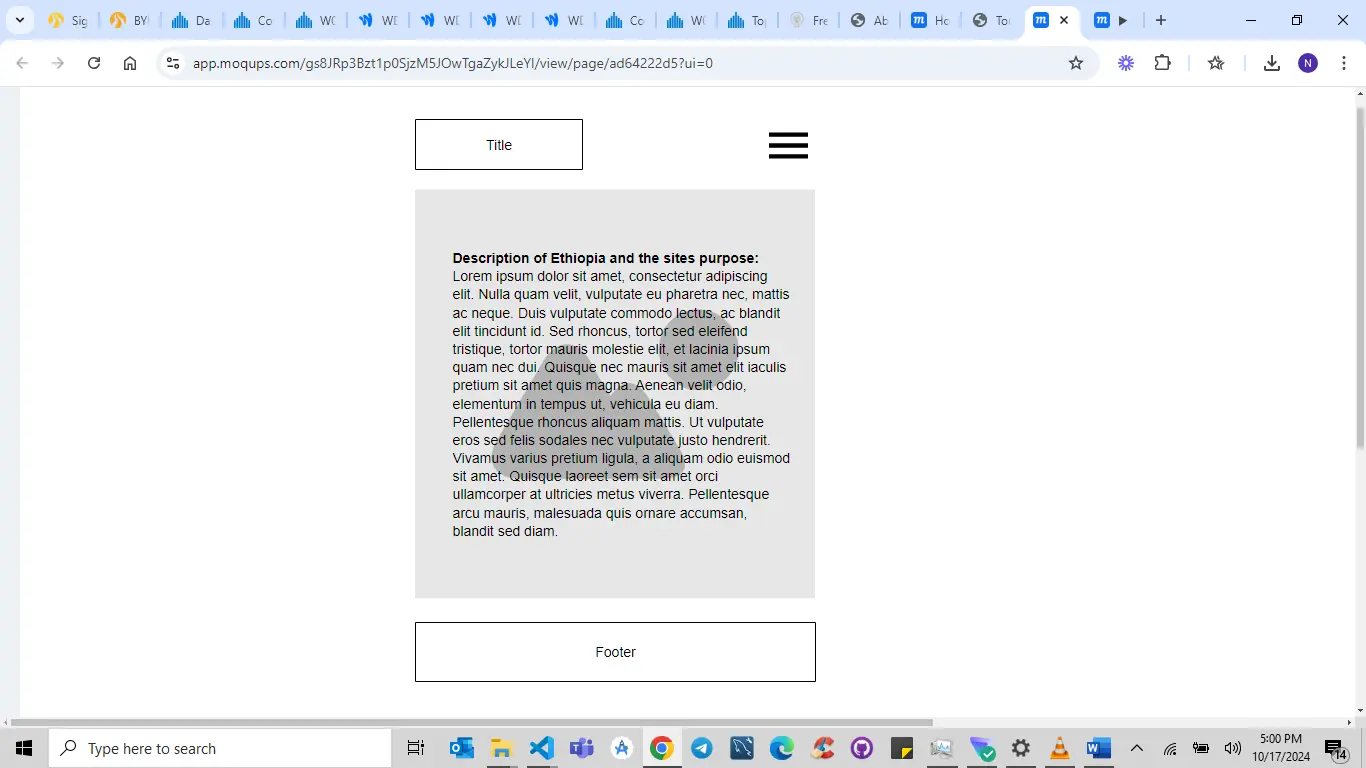 Sig
BY
Da
Co
WO
WD
WD
WD
WD
Co
WO
Top
Fre
Ab
Ho
Tou
app.moqups.com/gs8JRp3Bzt1p0SjzM5JOwTgaZykJLeYl/view/page/ad64222d5?ui=0
N
Title
Description of Ethiopia and the sites purpose:
Lorem ipsum dolor sit amet, consectetur adipiscing
elit. Nulla quam velit, vulputate eu pharetra nec, mattis
ac neque. Duis vulputate commodo lectus, ac blandit
elit tincidunt id. Sed rhoncus, tortor sed eleifend
tristique, tortor mauris molestie elit, et lacinia ipsum
quam nec dui. Quisque nec mauris sit amet elit iaculis
pretium sit amet quis magna. Aenean velit odio,
elementum in tempus ut, vehicula eu diam.
Pellentesque rhoncus aliquam mattis. Ut vulputate
eros sed felis sodales nec vulputate justo hendrerit.
Vivamus varius pretium ligula, a aliquam odio euismod
sit amet. Quisque laoreet sem sit amet orci
ullamcorper at ultricies metus viverra. Pellentesque
arcu mauris, malesuada quis ornare accumsan,
blandit sed diam.
Footer
Type here to search
5:00 PM
10/17/2024
14